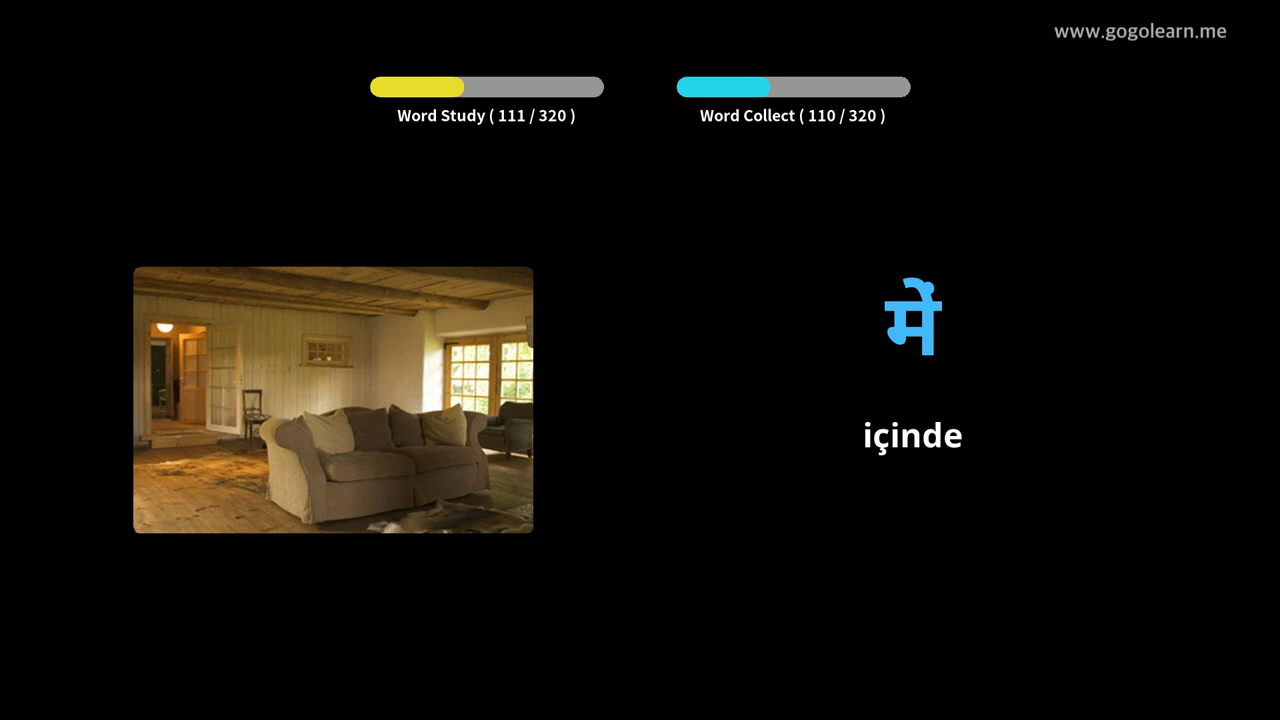 www.gogolearn.me
Word Study ( 111 / 320 )
Word Collect ( 110 / 320 )
में
içinde